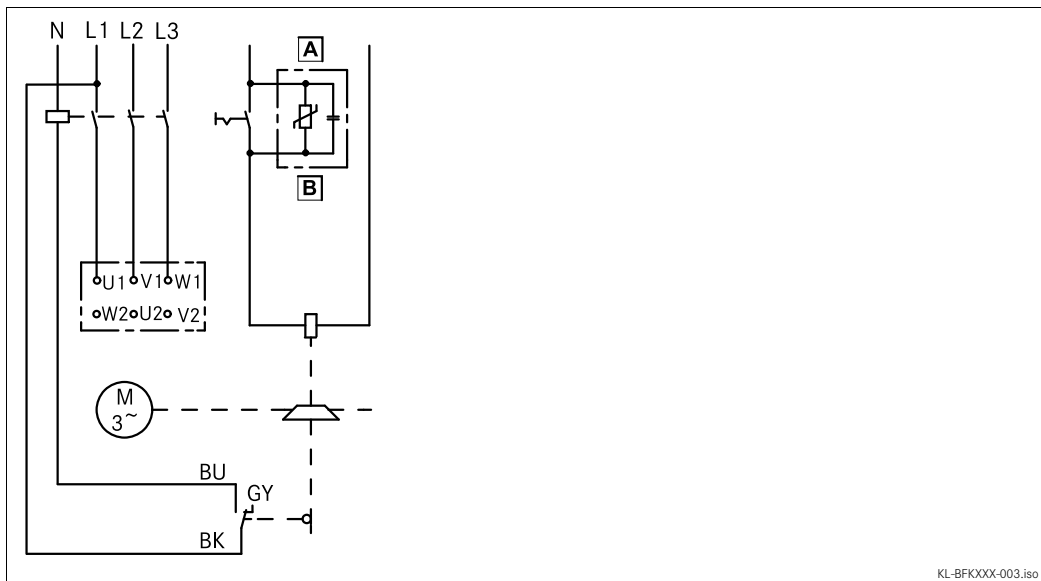 N L1 L2 L3
A
B
U1 V1 W1
W2 U2 V2
M
3~
BU
GY
BK
KL-BFKXXX-003.iso